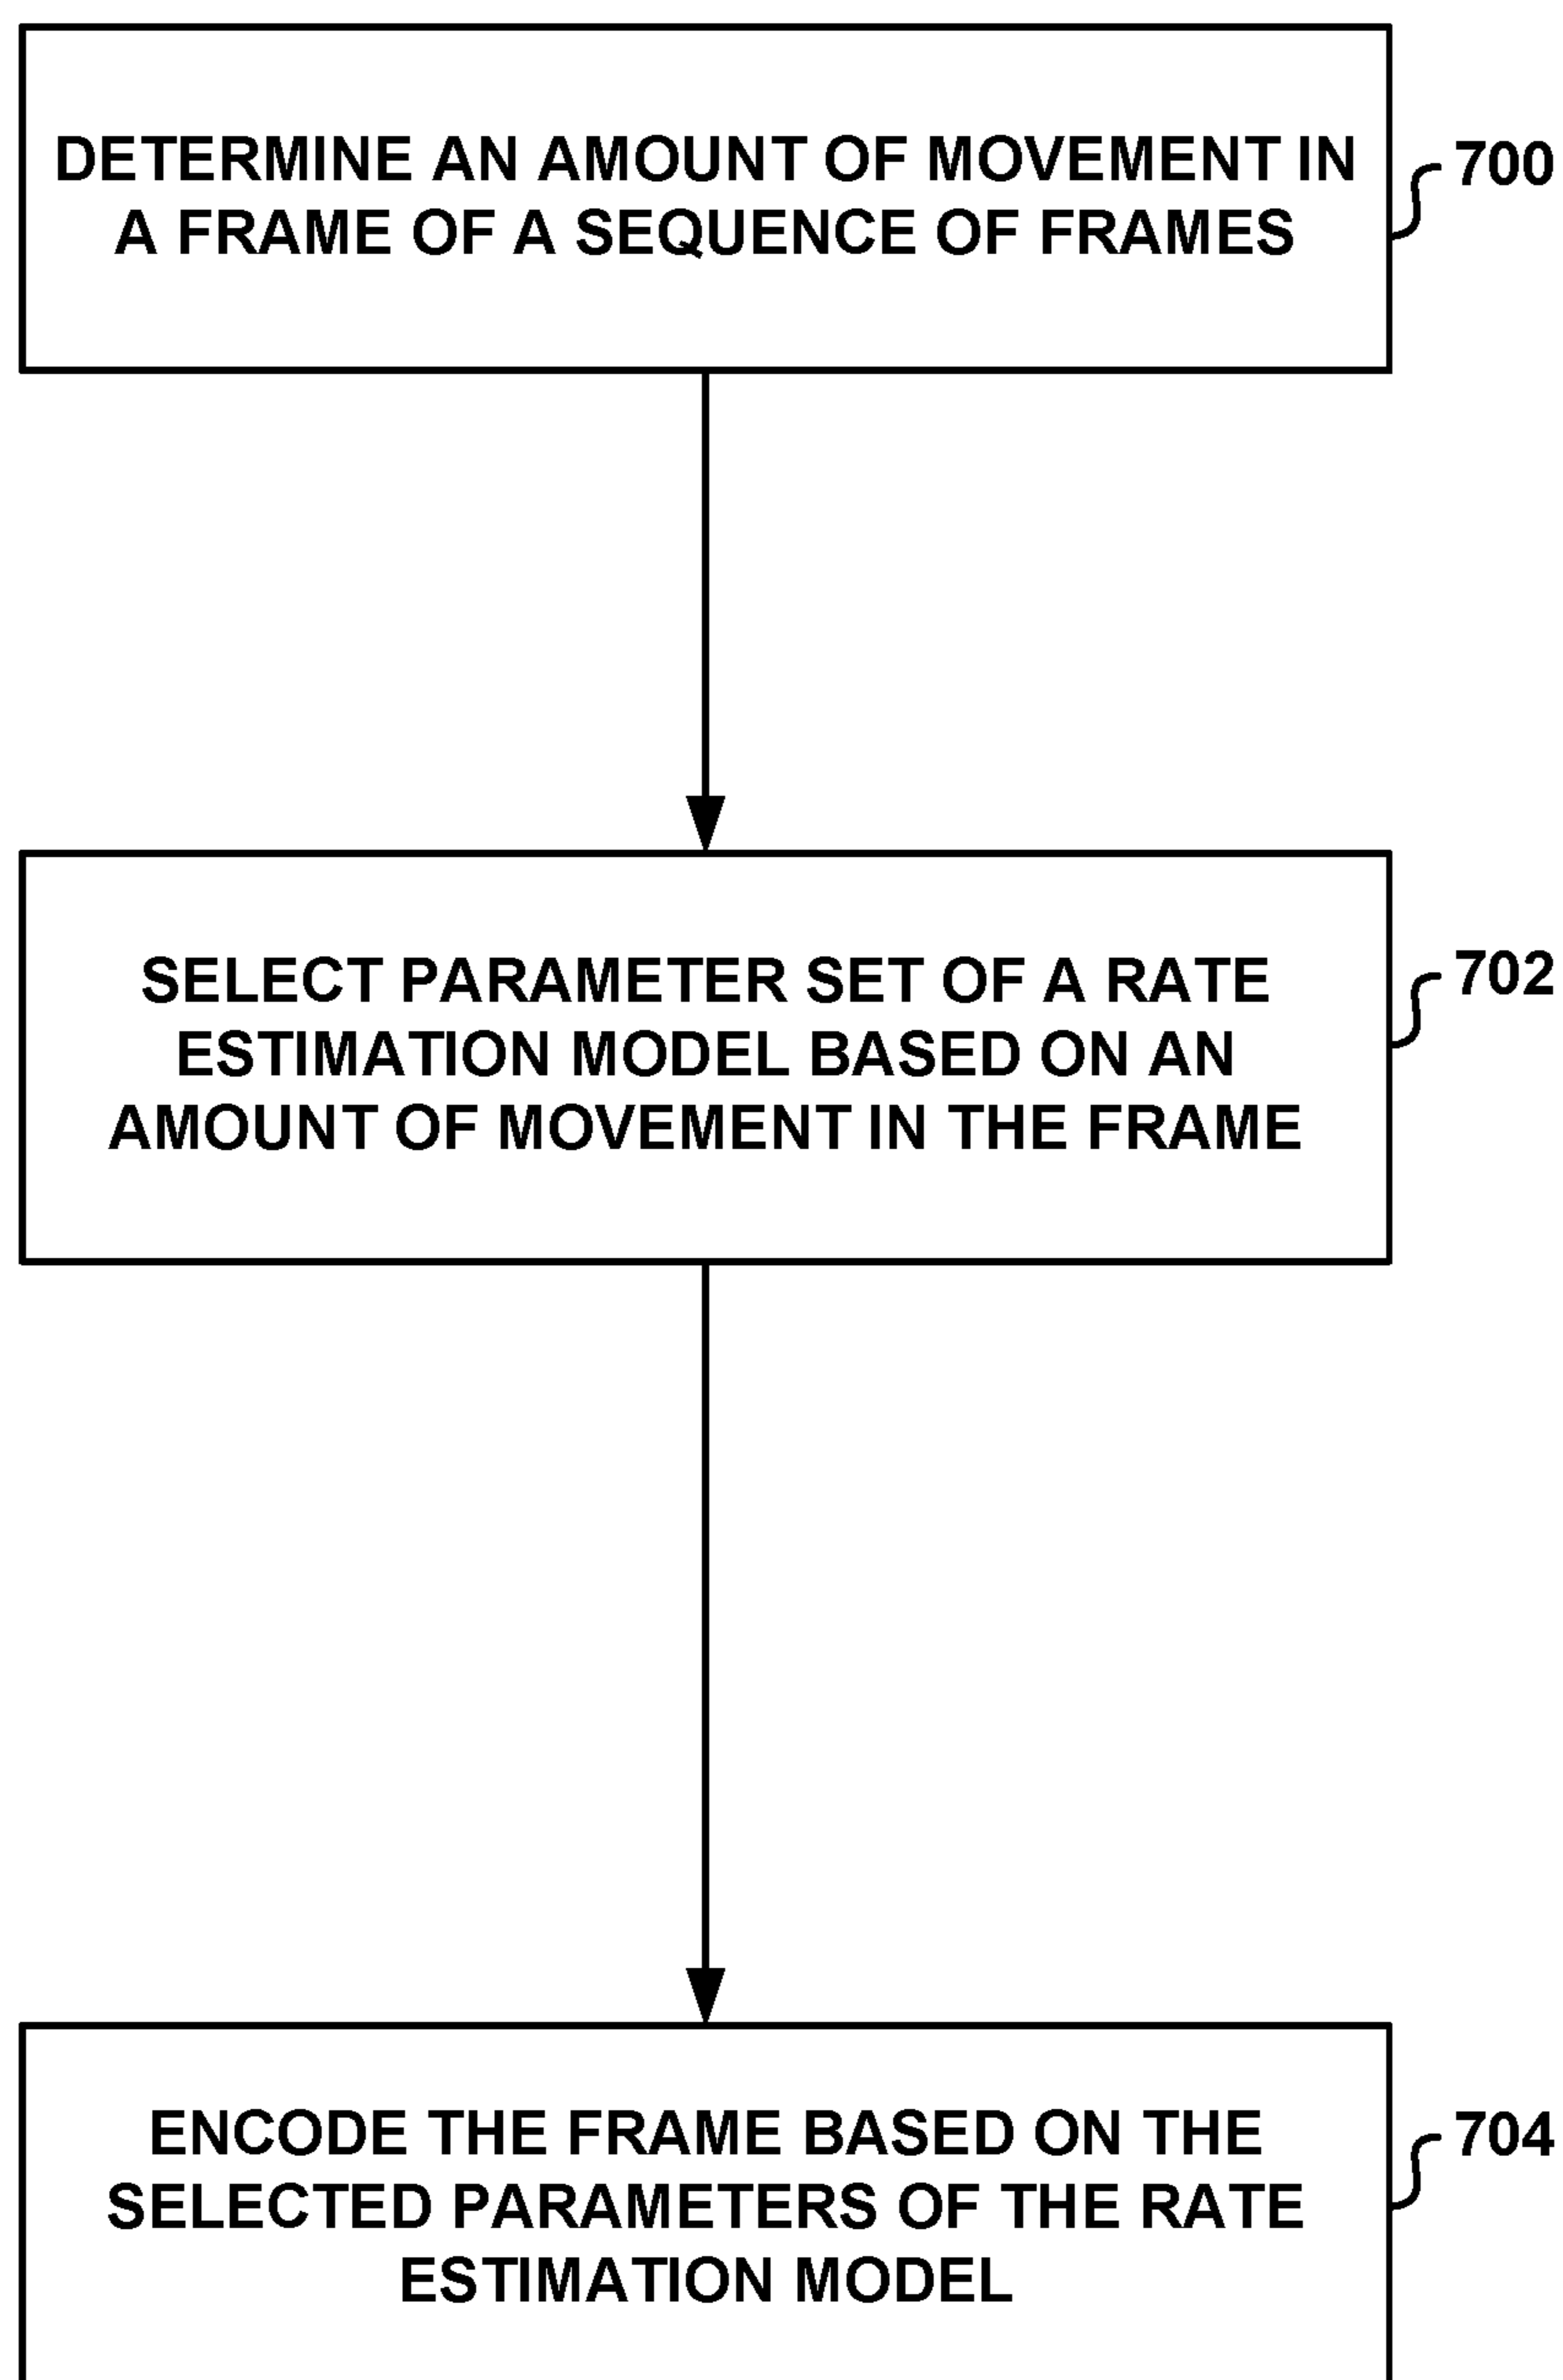 DETERMINE AN AMOUNT OF MOVEMENT IN
A FRAME OF A SEQUENCE OF FRAMES
700
SELECT PARAMETER SET OF A RATE
ESTIMATION MODEL BASED ON AN
AMOUNT OF MOVEMENT IN THE FRAME
702
ENCODE THE FRAME BASED ON THE
SELECTED PARAMETERS OF THE RATE
ESTIMATION MODEL
704